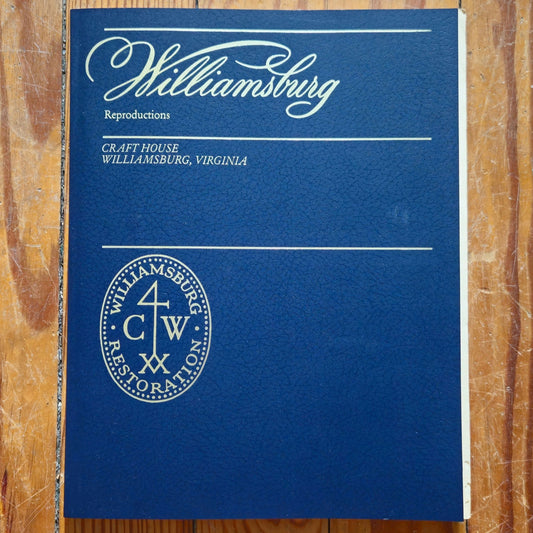 Williamsburg
Reproductions
CRAFT HOUSE
WILLIAMSBURG, VIRGINIA
WILLIAMSBURG
C W
RESTORATION